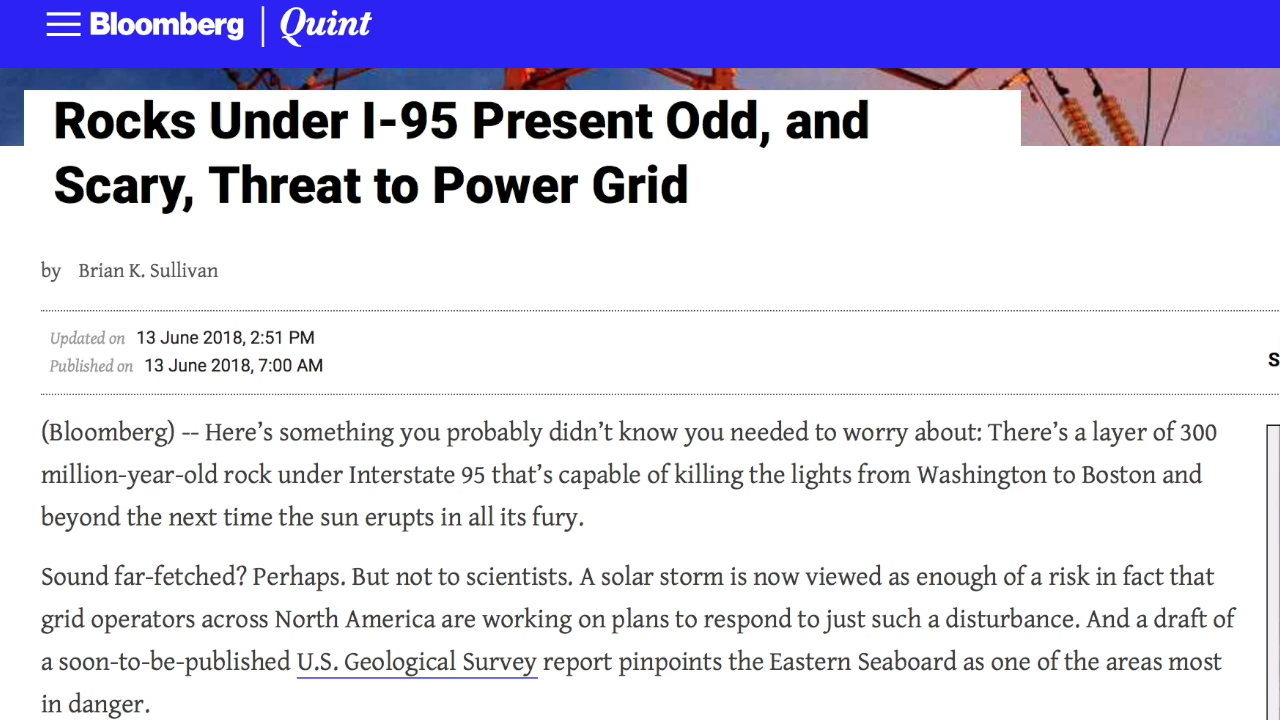 Bloomberg | Quint
Rocks Under I-95 Present Odd, and
Scary, Threat to Power Grid
by Brian K. Sullivan
Updated on 13 June 2018, 2:51 PM
Published on 13 June 2018, 7:00 AM
S
(Bloomberg) -- Here’s something you probably didn’t know you needed to worry about: There’s a layer of 300
million-year-old rock under Interstate 95 that’s capable of killing the lights from Washington to Boston and
beyond the next time the sun erupts in all its fury.
Sound far-fetched? Perhaps. But not to scientists. A solar storm is now viewed as enough of a risk in fact that
grid operators across North America are working on plans to respond to just such a disturbance. And a draft of
a soon-to-be-published U.S. Geological Survey report pinpoints the Eastern Seaboard as one of the areas most
in danger.